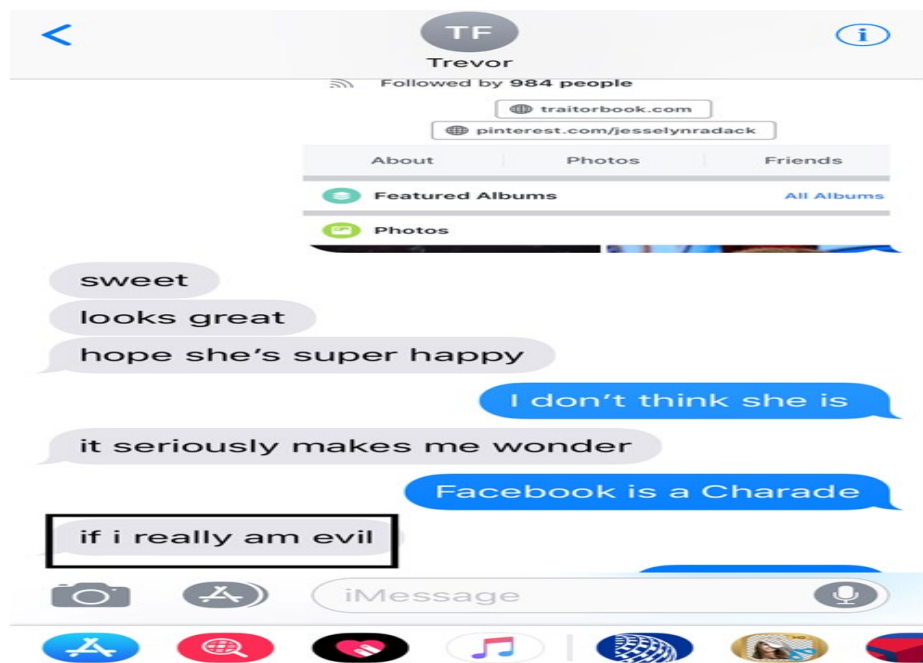 TF
Trevor
Followed by 984 people
traitorbook.com
pinterest.com/jesselynradack
About Photos Friends
Featured Albums All Albums
Photos
sweet
looks great
hope she's super happy
I don't think she is
it seriously makes me wonder
Facebook is a Charade
if i really am evil
iMessage